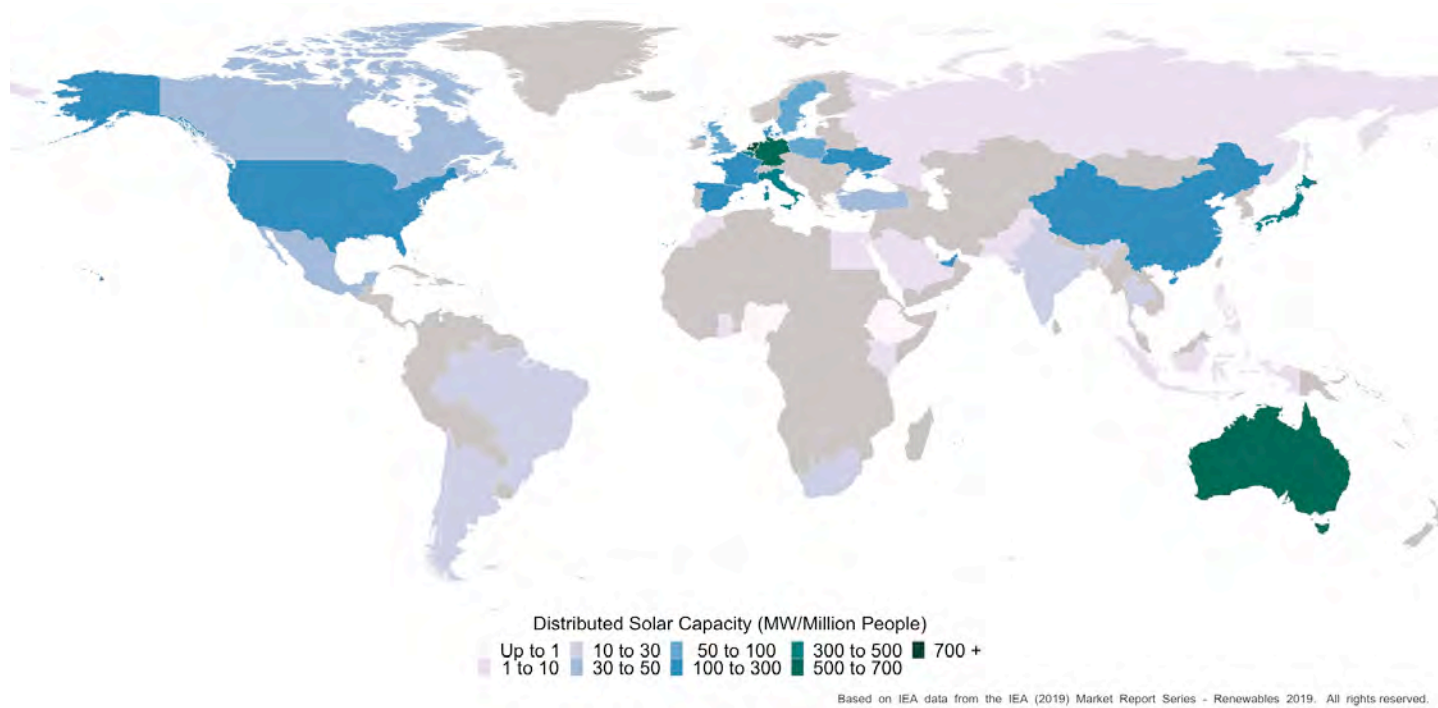 Distributed Solar Capacity (MW/Million People)
Up to 1 10 to 30 50 to 100 300 to 500 700 +
1 to 10 30 to 50 100 to 300 500 to 700
Based on IEA data from the IEA (2019) Market Report Series - Renewables 2019. All rights reserved.